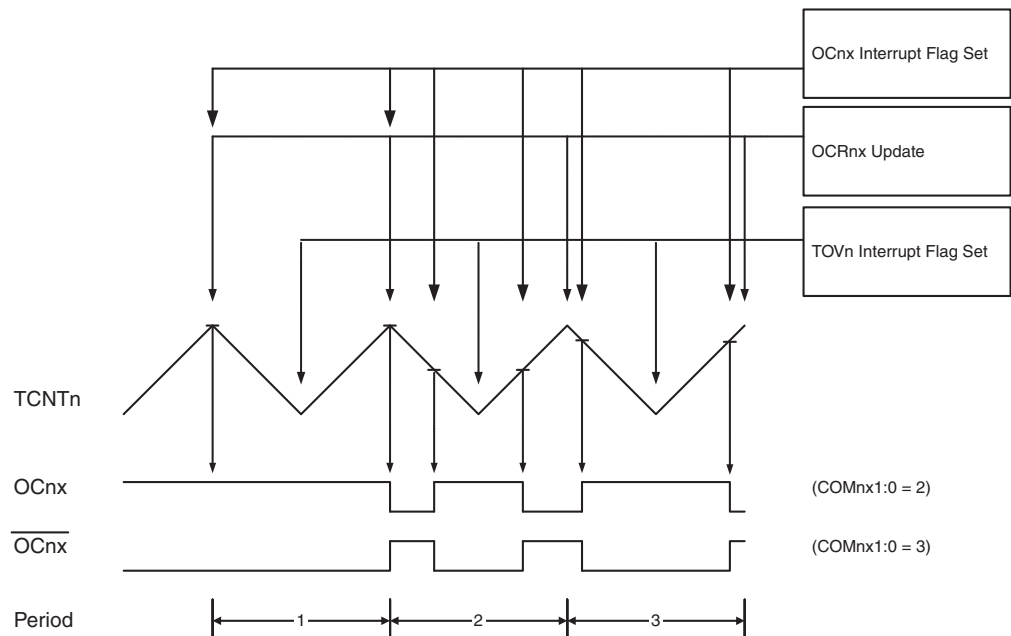 OCnx Interrupt Flag Set
OCRnx Update
TOVn Interrupt Flag Set
TCNTn
OCnx
(COMnx1:0 = 2)
OCnx
(COMnx1:0 = 3)
Period
1
2
3